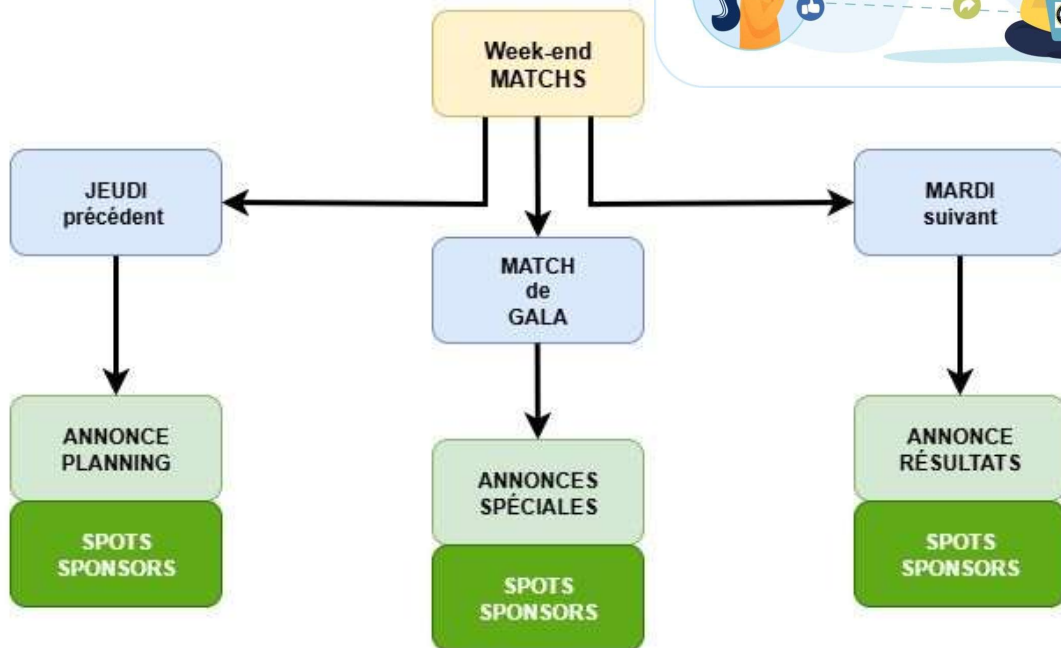 Week-end
MATCHS
JEUDI
précédent
MARDI
suivant
MATCH
de
GALA
ANNONCE
PLANNING
SPOTS
SPONSORS
ANNONCES
SPÉCIALES
SPOTS
SPONSORS
ANNONCE
RÉSULTATS
SPOTS
SPONSORS